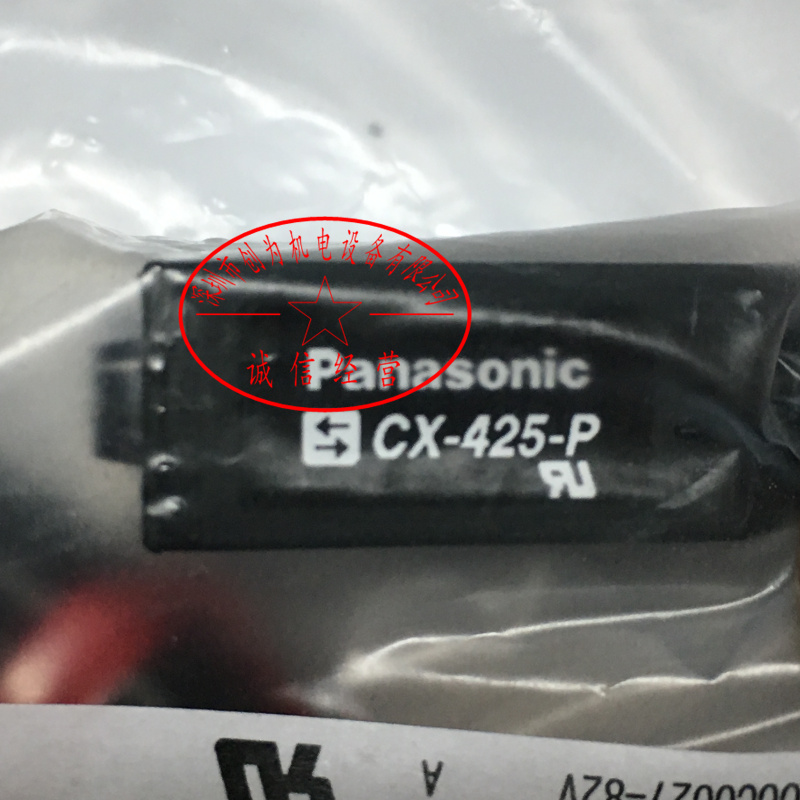 深圳市创为机电设备有限公司
诚信经营
Panasonic
CX-425-P
A